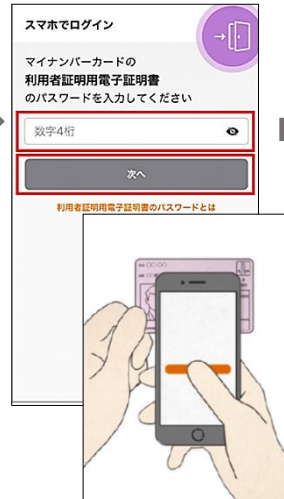 スマホでログイン
マイナンバーカードの
利用者証明用電子証明書
のパスワードを入力してください
数字4桁
次へ
利用者証明用電子証明書のパスワードとは